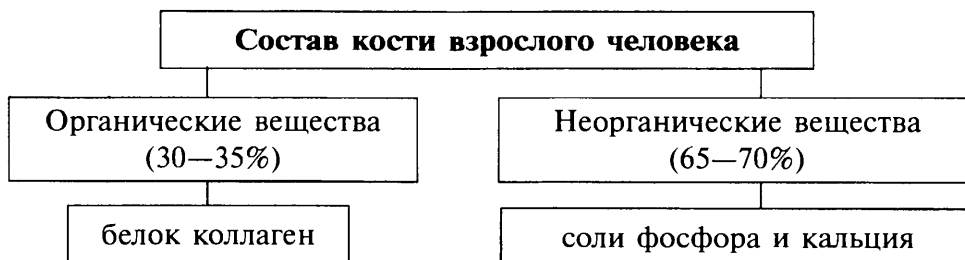 Состав кости взрослого человека
Органические вещества
(30—35%)
Неорганические вещества
(65—70%)
белок коллаген
соли фосфора и кальция